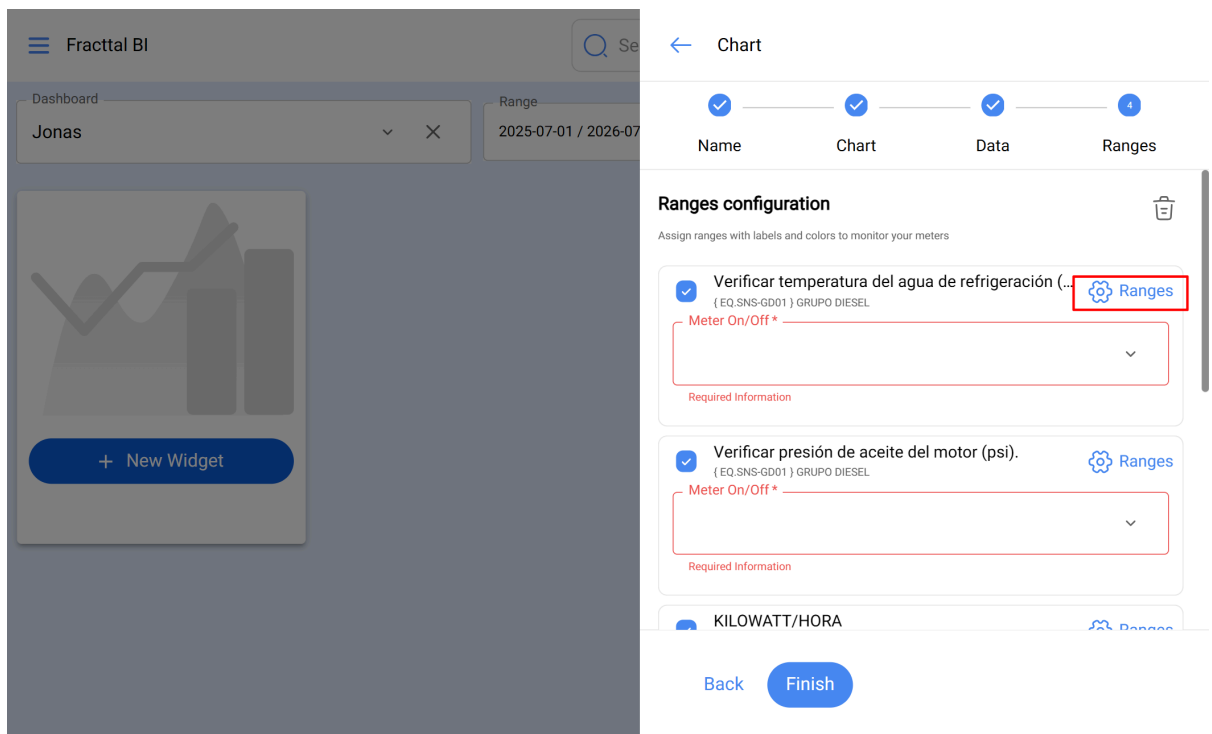 Fracttal BI
Se
Dashboard
Jonas
Range
2025-07-01 / 2026-07
+ New Widget
Chart
4
Name
Chart
Data
Ranges
Ranges configuration
Assign ranges with labels and colors to monitor your meters
Verificar temperatura del agua de refrigeración (...
{ EQ.SNS-GD01 } GRUPO DIESEL
Ranges
Meter On/Off *
Required Information
Verificar presión de aceite del motor (psi).
{ EQ.SNS-GD01 } GRUPO DIESEL
Ranges
Meter On/Off *
Required Information
KILOWATT/HORA
Ranges
Back
Finish